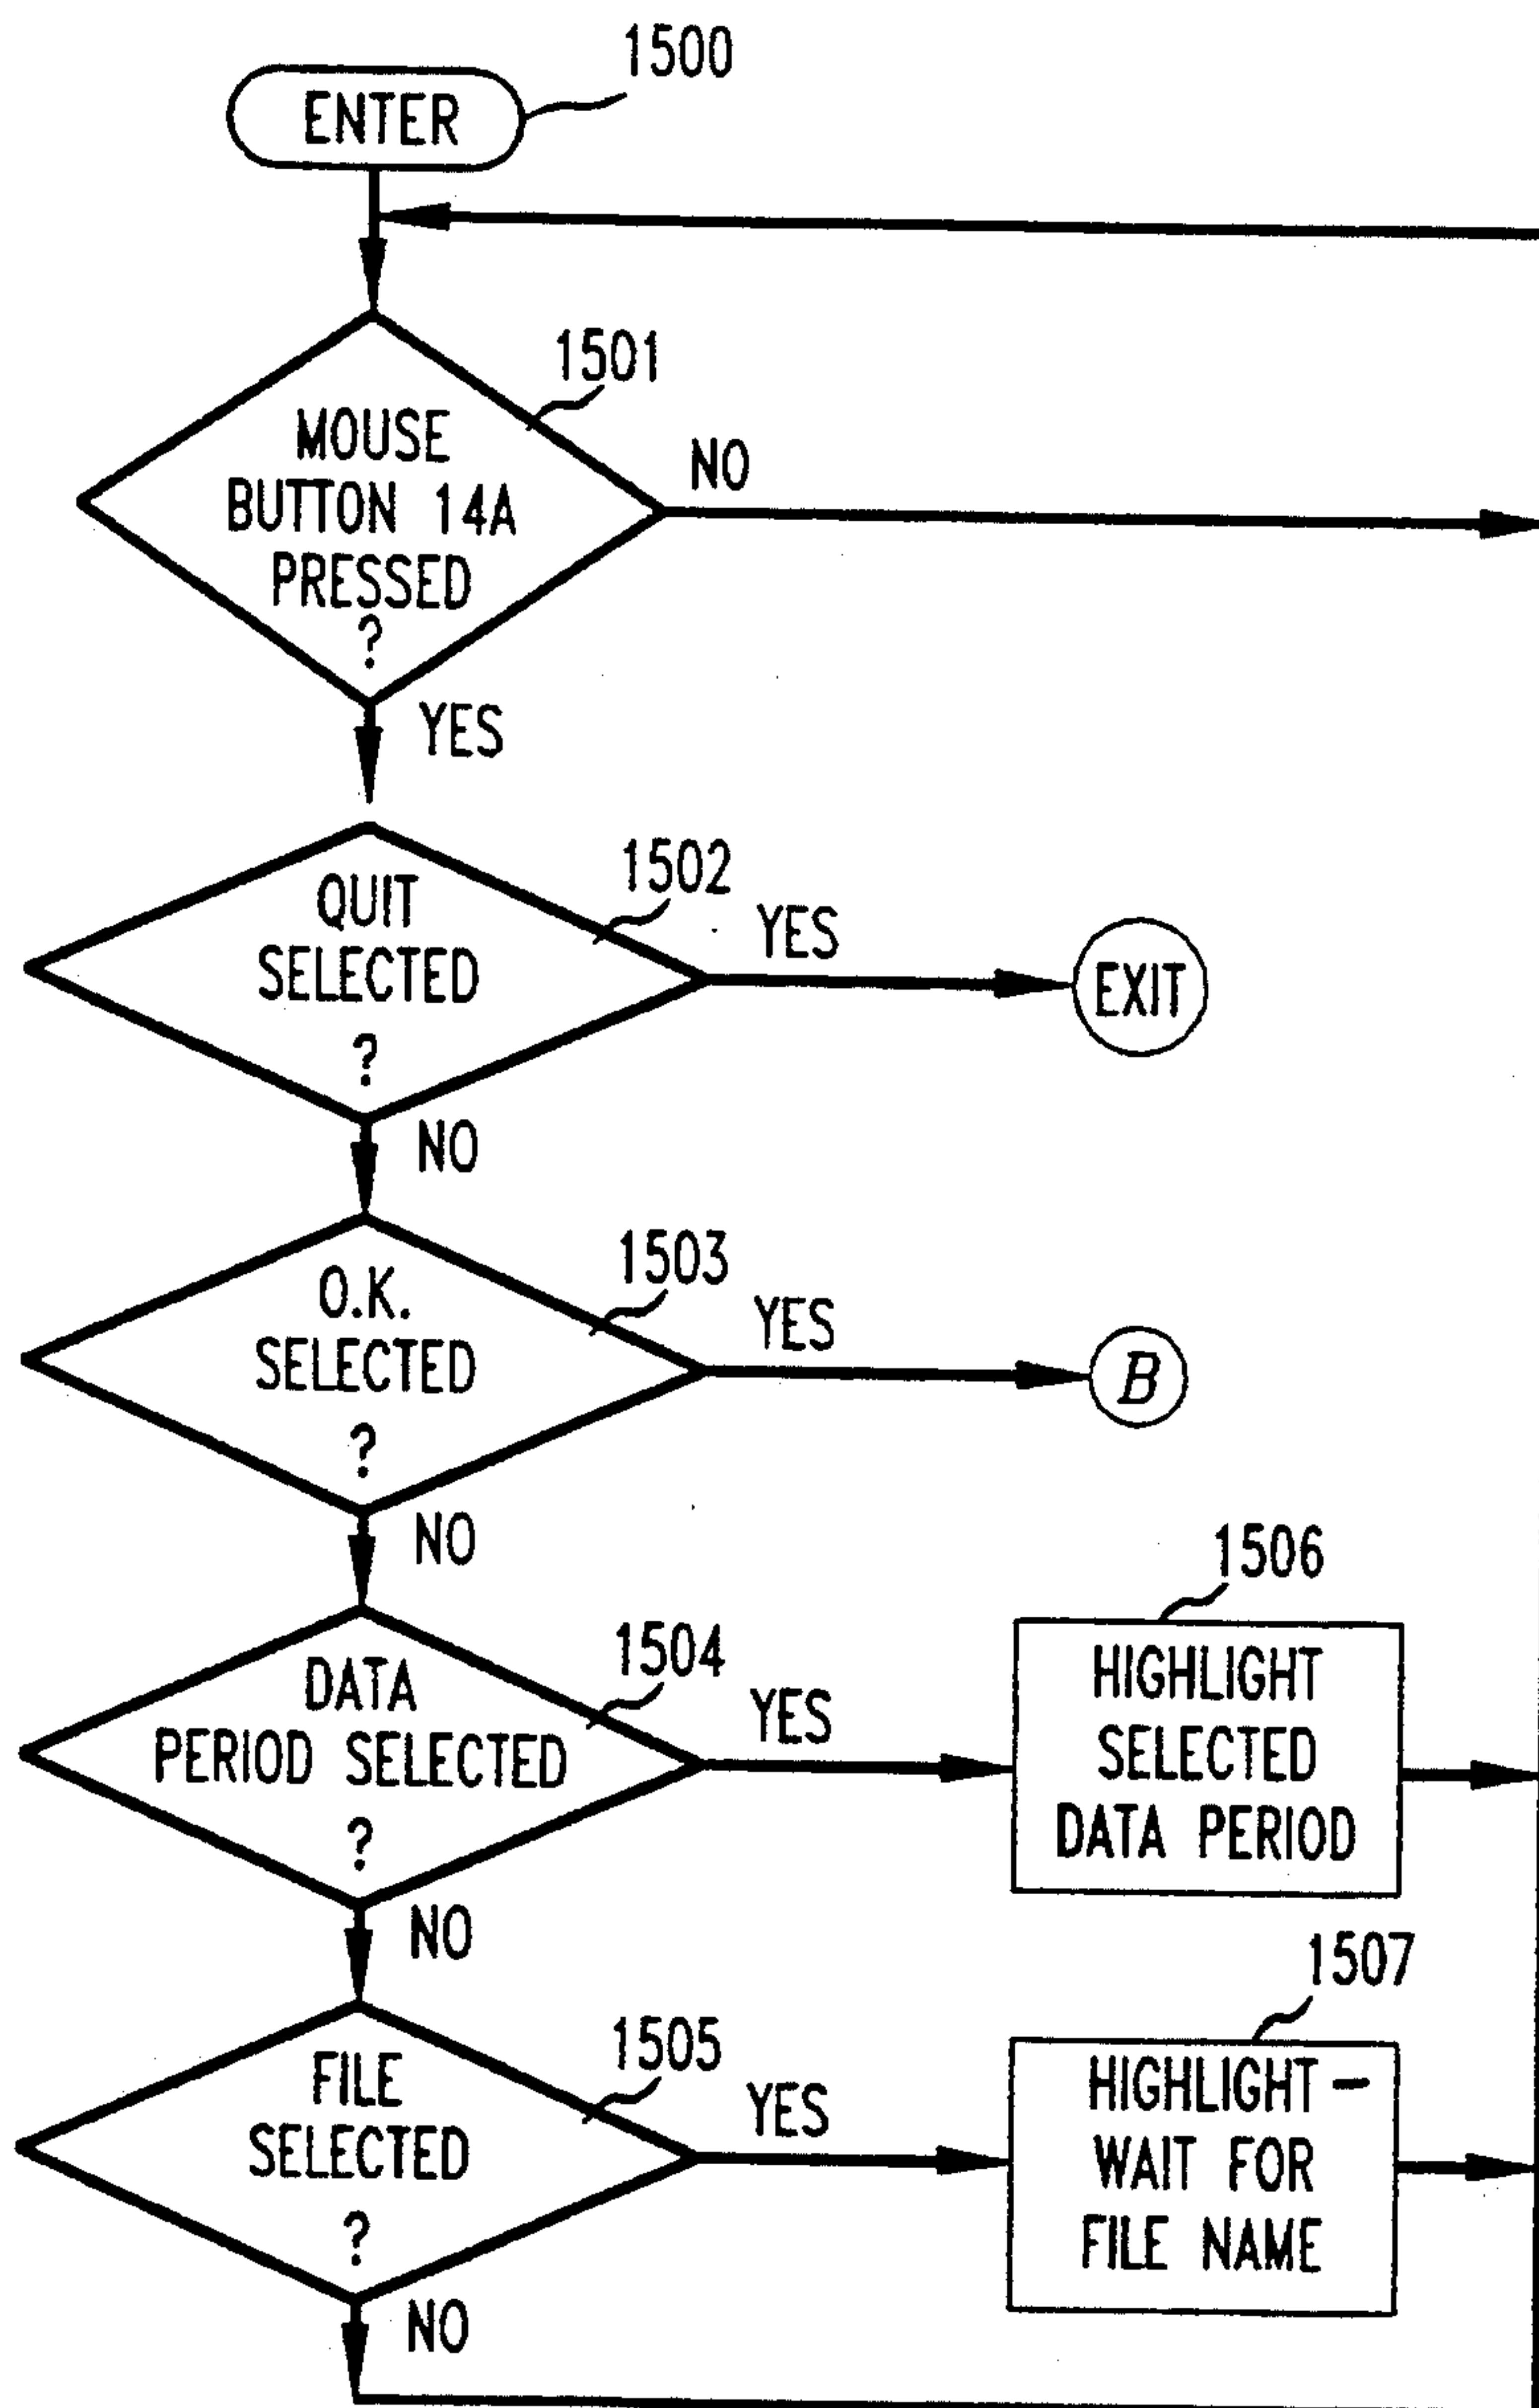 1500
ENTER
1501
MOUSE
BUTTON 14A
PRESSED
?
NO
YES
1502
QUIT
SELECTED
?
YES
EXIT
NO
1503
O.K.
SELECTED
?
YES
B
NO
1504
DATA
PERIOD SELECTED
?
YES
1506
HIGHLIGHT
SELECTED
DATA PERIOD
NO
1505
FILE
SELECTED
?
YES
1507
HIGHLIGHT –
WAIT FOR
FILE NAME
NO